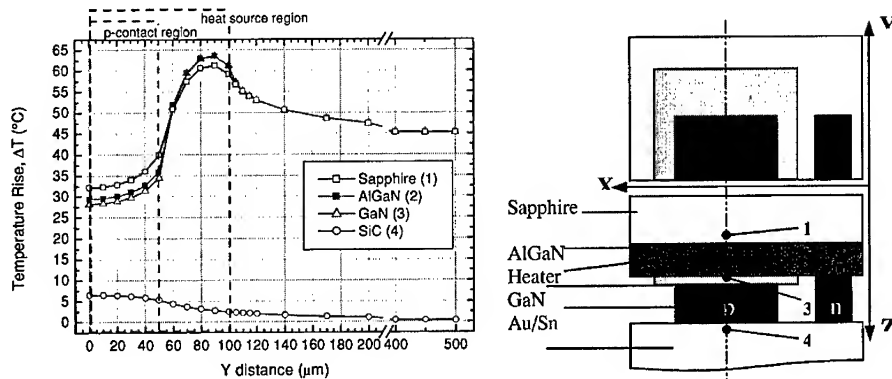 heat source region
p-contact region
Temperature Rise, ΔT (°C)
65
60
55
50
45
40
35
30
25
20
15
10
5
0
Sapphire (1)
AlGaN (2)
GaN (3)
SiC (4)
0 20 40 60 80 100 120 140 160 180 200 400 500
Y distance (μm)
Y
X
Sapphire
1
AlGaN
Heater
GaN
3
Au/Sn
p
n
Z
4